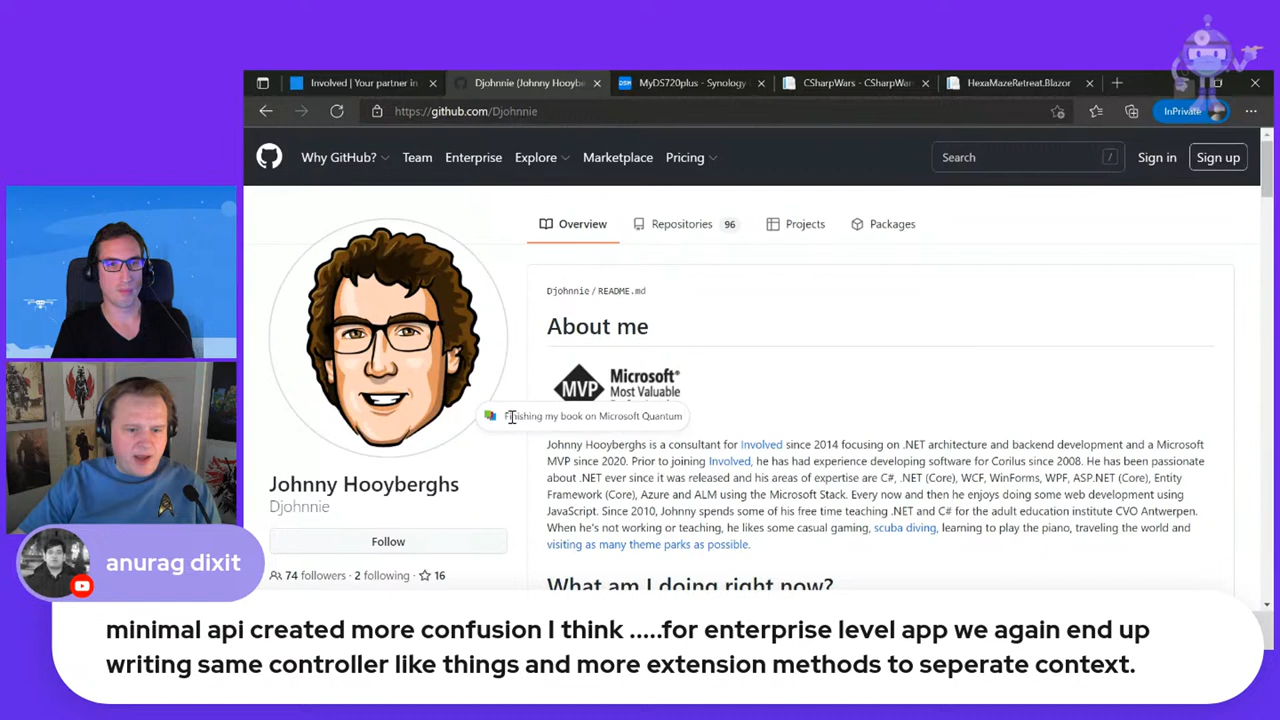 Involved | Your partner in
Djohnnie (Johnny Hooybe
DSM
MyDS720plus - Synology
CSharpWars - CSharpWar
HexaMazeRetreat.Blazor
https://github.com/Djohnnie
InPrivate
Why GitHub?
Team
Enterprise
Explore
Marketplace
Pricing
Search
/
Sign in
Sign up
Overview
Repositories 96
Projects
Packages
Djohnnie / README.md
About me
MVP
Microsoft®
Most Valuable
Finishing my book on Microsoft Quantum
Johnny Hooyberghs is a consultant for Involved since 2014 focusing on .NET architecture and backend development and a Microsoft
MVP since 2020. Prior to joining Involved, he has had experience developing software for Corilus since 2008. He has been passionate
about .NET ever since it was released and his areas of expertise are C#, .NET (Core), WCF, WinForms, WPF, ASP.NET (Core), Entity
Framework (Core), Azure and ALM using the Microsoft Stack. Every now and then he enjoys doing some web development using
JavaScript. Since 2010, Johnny spends some of his free time teaching .NET and C# for the adult education institute CVO Antwerpen.
When he's not working or teaching, he likes some casual gaming, scuba diving, learning to play the piano, traveling the world and
visiting as many theme parks as possible.
What am I doing right now?
Johnny Hooyberghs
Djohnnie
Follow
74 followers · 2 following · 16
anurag dixit
minimal api created more confusion I think .....for enterprise level app we again end up
writing same controller like things and more extension methods to seperate context.